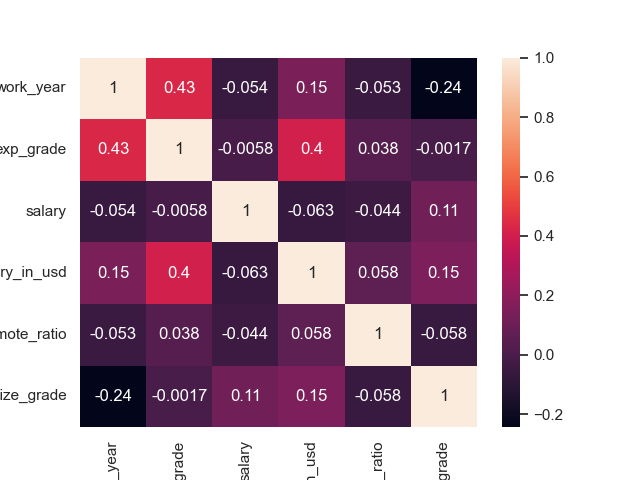 work_year 1 0.43 -0.054 0.15 -0.053 -0.24
exp_grade 0.43 1 -0.0058 0.4 0.038 -0.0017
salary -0.054 -0.0058 1 -0.063 -0.044 0.11
ry_in_usd 0.15 0.4 -0.063 1 0.058 0.15
mote_ratio -0.053 0.038 -0.044 0.058 1 -0.058
ize_grade -0.24 -0.0017 0.11 0.15 -0.058 1
_year grade salary n_usd _ratio grade
1.0
0.8
0.6
0.4
0.2
0.0
−0.2